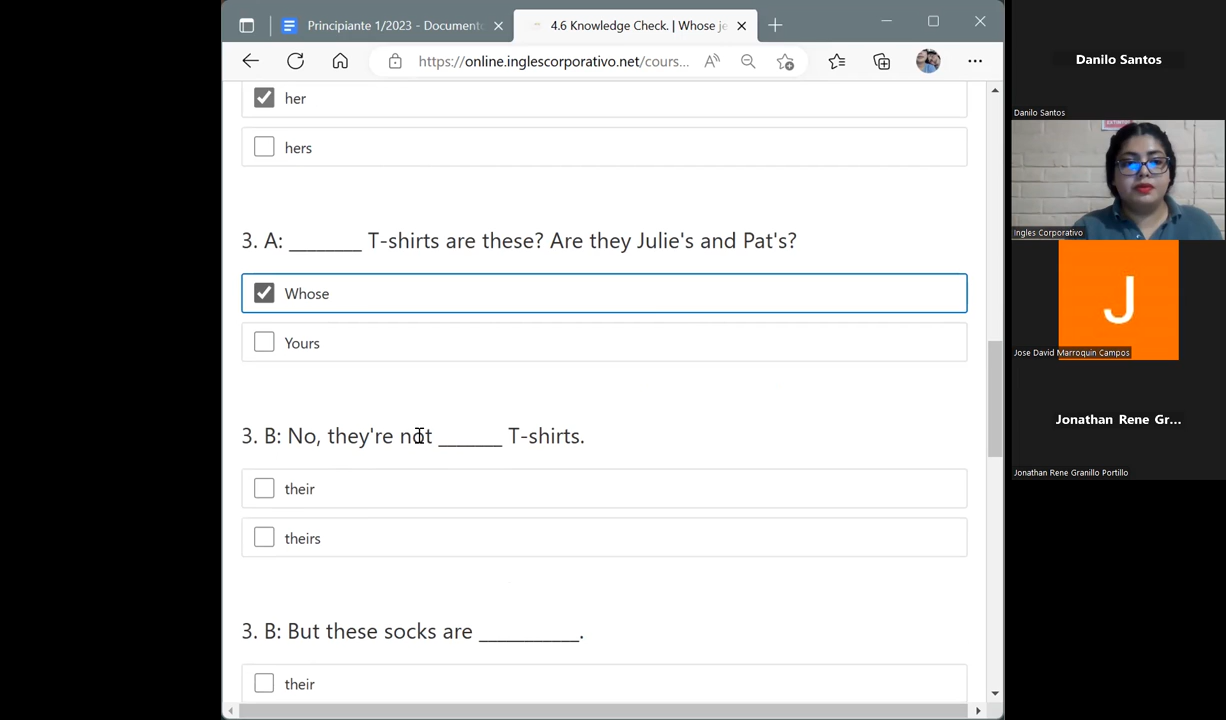 Principiante 1/2023 - Documento
4.6 Knowledge Check. | Whose je
https://online.inglescorporativo.net/cours...
her
hers
3. A: _______ T-shirts are these? Are they Julie's and Pat's?
Whose
Yours
3. B: No, they're not ______ T-shirts.
their
theirs
3. B: But these socks are __________.
their
Danilo Santos
Danilo Santos
Ingles Corporativo
J
Jose David Marroquin Campos
Jonathan Rene Gr...
Jonathan Rene Granillo Portillo